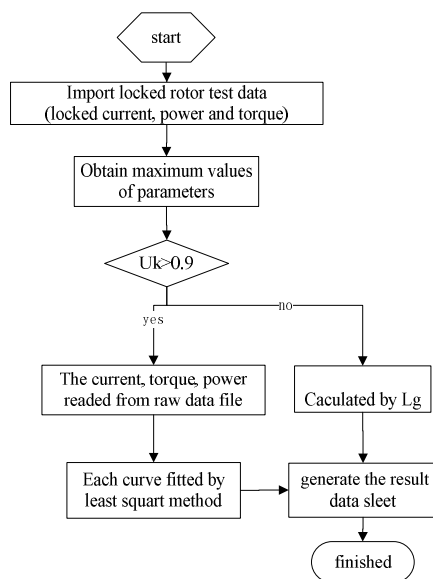 start
Import locked rotor test data
(locked current, power and torque)
Obtain maximum values
of parameters
Uk>0.9
yes
no
The current, torque, power
readed from raw data file
Caculated by Lg
Each curve fitted by
least squart method
generate the result
data sleet
finished